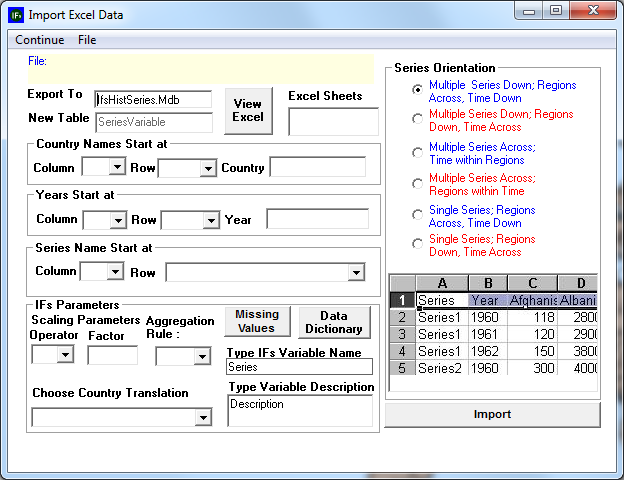 IFs Import Excel Data
Continue File
File:
Export To IfsHistSeries.Mdb
New Table SeriesVariable
View
Excel
Excel Sheets
Country Names Start at
Column Row Country
Years Start at
Column Row Year
Series Name Start at
Column Row
IFs Parameters
Scaling Parameters
Operator Factor
Aggregation
Rule :
Missing
Values
Data
Dictionary
Type IFs Variable Name
Series
Choose Country Translation
Type Variable Description
Description
Series Orientation
Multiple Series Down; Regions
Across, Time Down
Multiple Series Down; Regions
Down, Time Across
Multiple Series Across;
Time within Regions
Multiple Series Across;
Regions within Time
Single Series; Regions
Across, Time Down
Single Series; Regions
Down, Time Across
A B C D
1 Series Year Afghanis Albani
2 Series1 1960 118 2800
3 Series1 1961 120 2900
4 Series1 1962 150 3800
5 Series2 1960 300 4000
Import